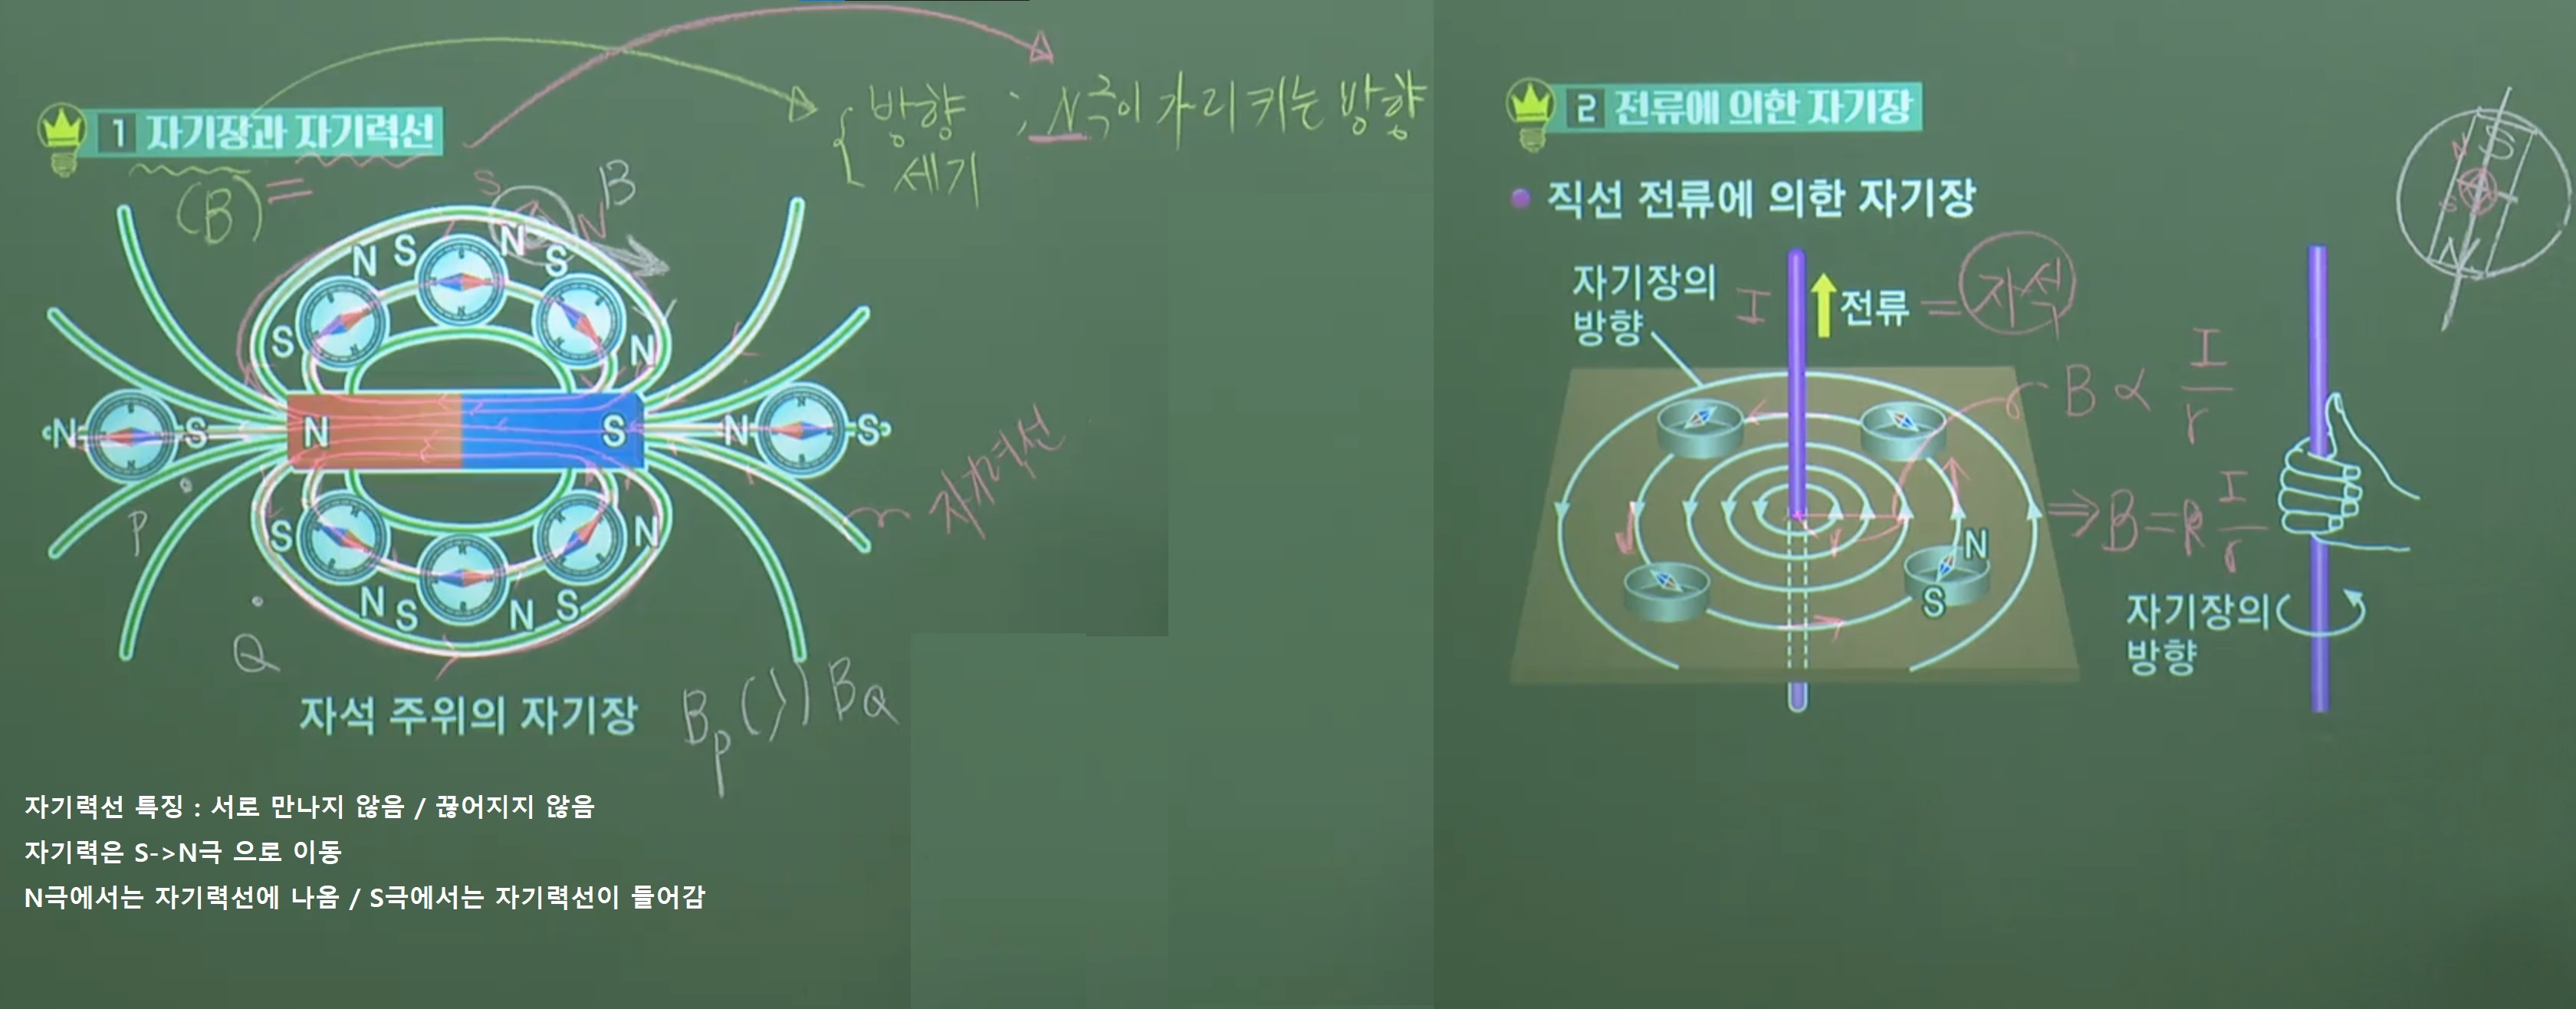 1 자기장과 자기력선
(B) =
방향 ; N극이 가리키는 방향
세기
S
N
B
N S N S
S N
N S N S N S
S N
N S N S
P
Q
자기력선
자석 주위의 자기장
Bp (>) BQ
자기력선 특징 : 서로 만나지 않음 / 끊어지지 않음
자기력은 S->N극 으로 이동
N극에서는 자기력선에 나옴 / S극에서는 자기력선이 들어감
2 전류에 의한 자기장
직선 전류에 의한 자기장
N S
S N
자기장의
방향
I 전류 = 자석
B ∝ I/r
⇒ B = k I/r
r
N
S
자기장의
방향